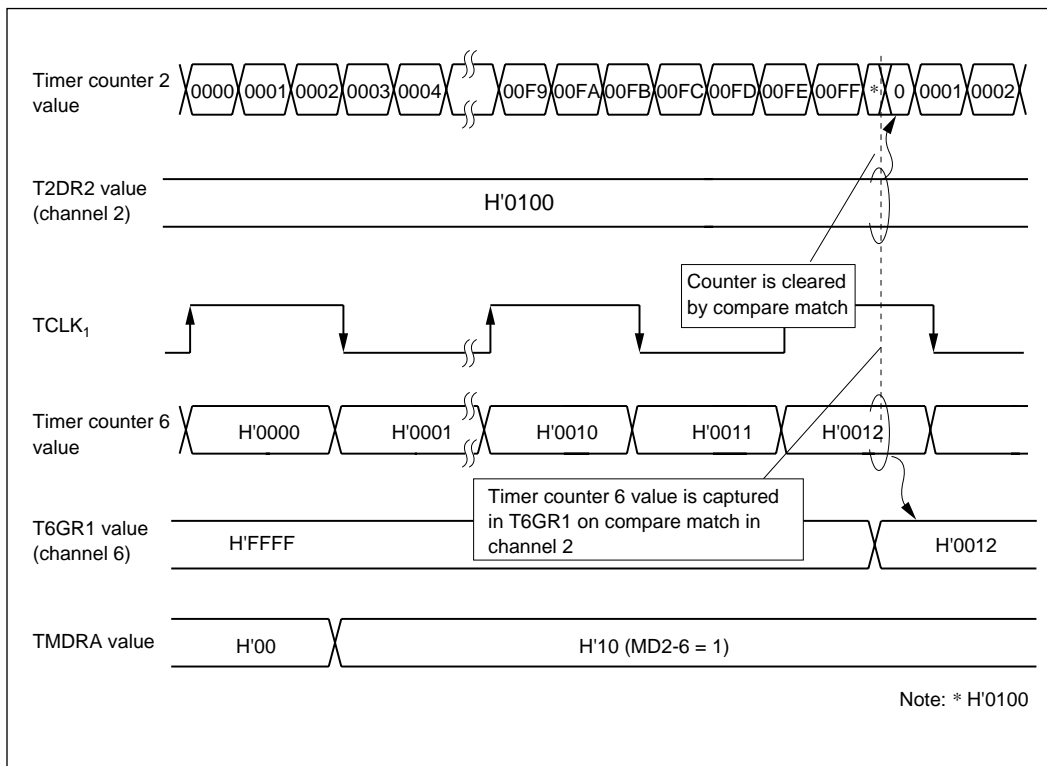 Timer counter 2
value
0000 0001 0002 0003 0004 00F9 00FA 00FB 00FC 00FD 00FE 00FF * 0 0001 0002
T2DR2 value
(channel 2)
H'0100
Counter is cleared
by compare match
TCLK1
Timer counter 6
value
H'0000 H'0001 H'0010 H'0011 H'0012
Timer counter 6 value is captured
in T6GR1 on compare match in
channel 2
T6GR1 value
(channel 6)
H'FFFF H'0012
TMDRA value
H'00 H'10 (MD2-6 = 1)
Note: * H'0100